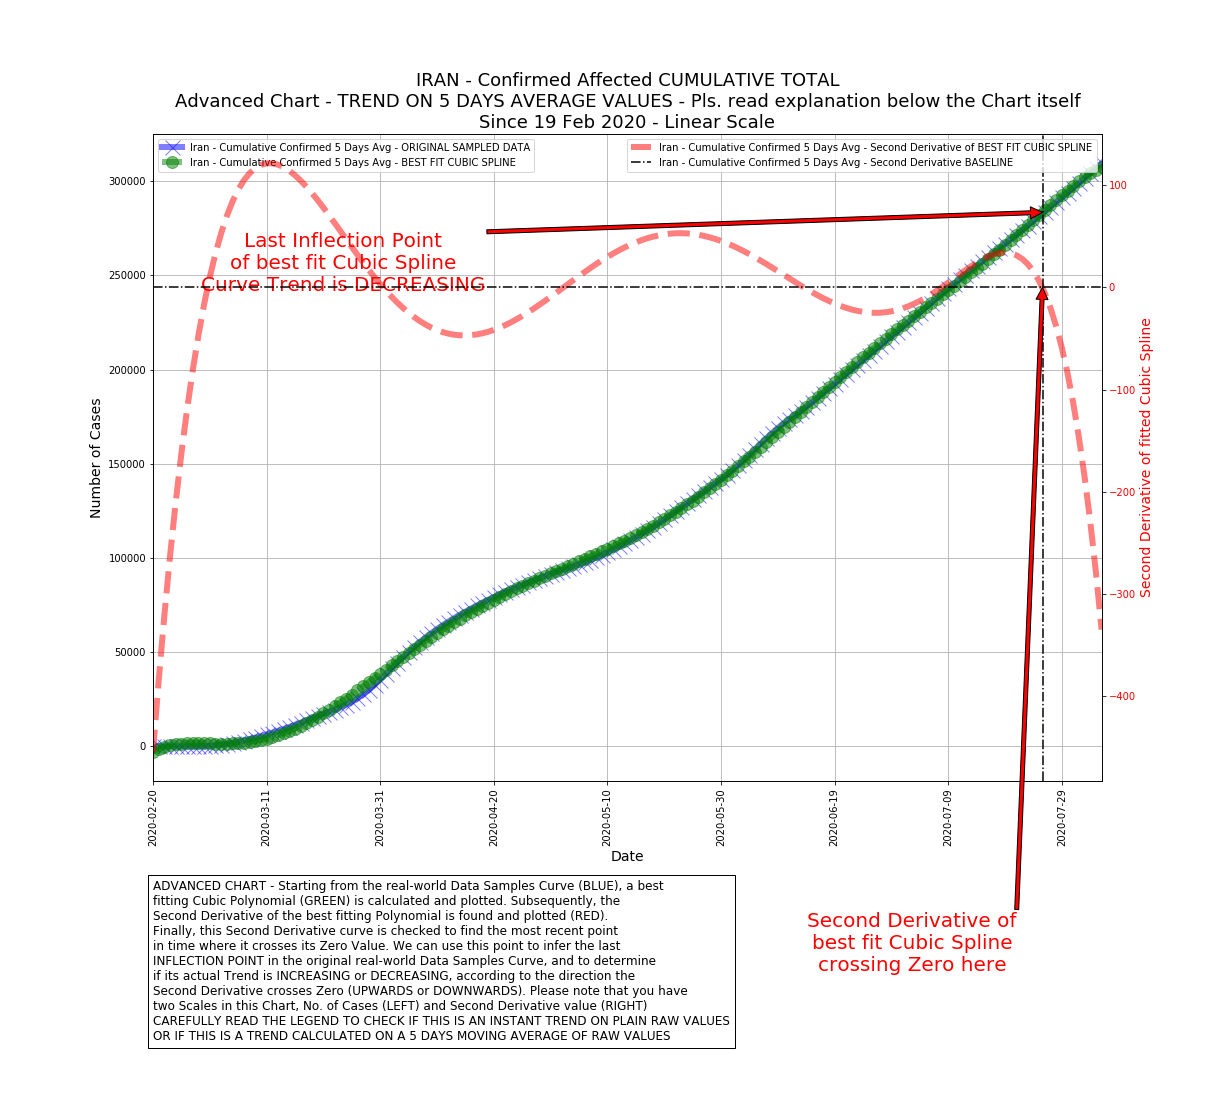 IRAN - Confirmed Affected CUMULATIVE TOTAL
Advanced Chart - TREND ON 5 DAYS AVERAGE VALUES - Pls. read explanation below the Chart itself
Since 19 Feb 2020 - Linear Scale
Iran - Cumulative Confirmed 5 Days Avg - ORIGINAL SAMPLED DATA
Iran - Cumulative Confirmed 5 Days Avg - BEST FIT CUBIC SPLINE
Iran - Cumulative Confirmed 5 Days Avg - Second Derivative of BEST FIT CUBIC SPLINE
Iran - Cumulative Confirmed 5 Days Avg - Second Derivative BASELINE
Last Inflection Point
of best fit Cubic Spline
Curve Trend is DECREASING
Number of Cases
300000
250000
200000
150000
100000
50000
0
100
0
−100
−200
−300
−400
Second Derivative of fitted Cubic Spline
2020-02-20
2020-03-11
2020-03-31
2020-04-20
2020-05-10
2020-05-30
2020-06-19
2020-07-09
2020-07-29
Date
ADVANCED CHART - Starting from the real-world Data Samples Curve (BLUE), a best
fitting Cubic Polynomial (GREEN) is calculated and plotted. Subsequently, the
Second Derivative of the best fitting Polynomial is found and plotted (RED).
Finally, this Second Derivative curve is checked to find the most recent point
in time where it crosses its Zero Value. We can use this point to infer the last
INFLECTION POINT in the original real-world Data Samples Curve, and to determine
if its actual Trend is INCREASING or DECREASING, according to the direction the
Second Derivative crosses Zero (UPWARDS or DOWNWARDS). Please note that you have
two Scales in this Chart, No. of Cases (LEFT) and Second Derivative value (RIGHT)
CAREFULLY READ THE LEGEND TO CHECK IF THIS IS AN INSTANT TREND ON PLAIN RAW VALUES
OR IF THIS IS A TREND CALCULATED ON A 5 DAYS MOVING AVERAGE OF RAW VALUES
Second Derivative of
best fit Cubic Spline
crossing Zero here